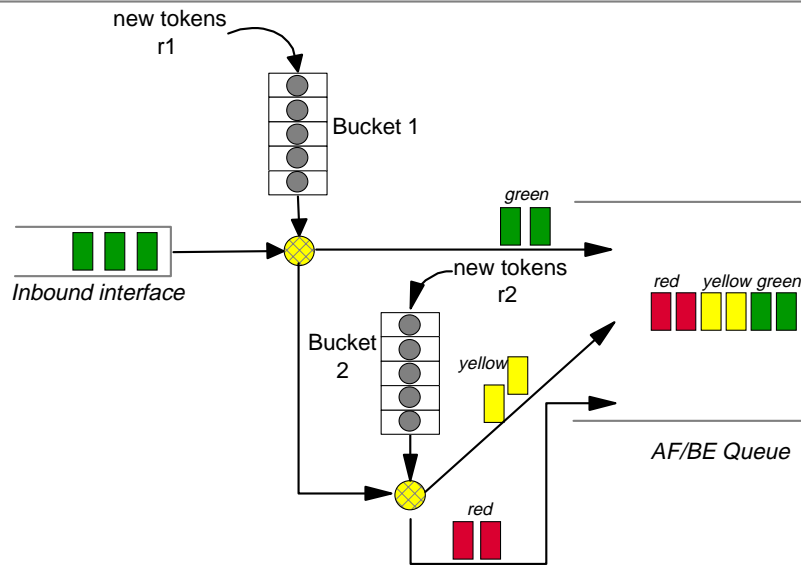 new tokens
r1
Bucket 1
green
Inbound interface
new tokens
r2
red yellow green
Bucket
2
yellow
AF/BE Queue
red